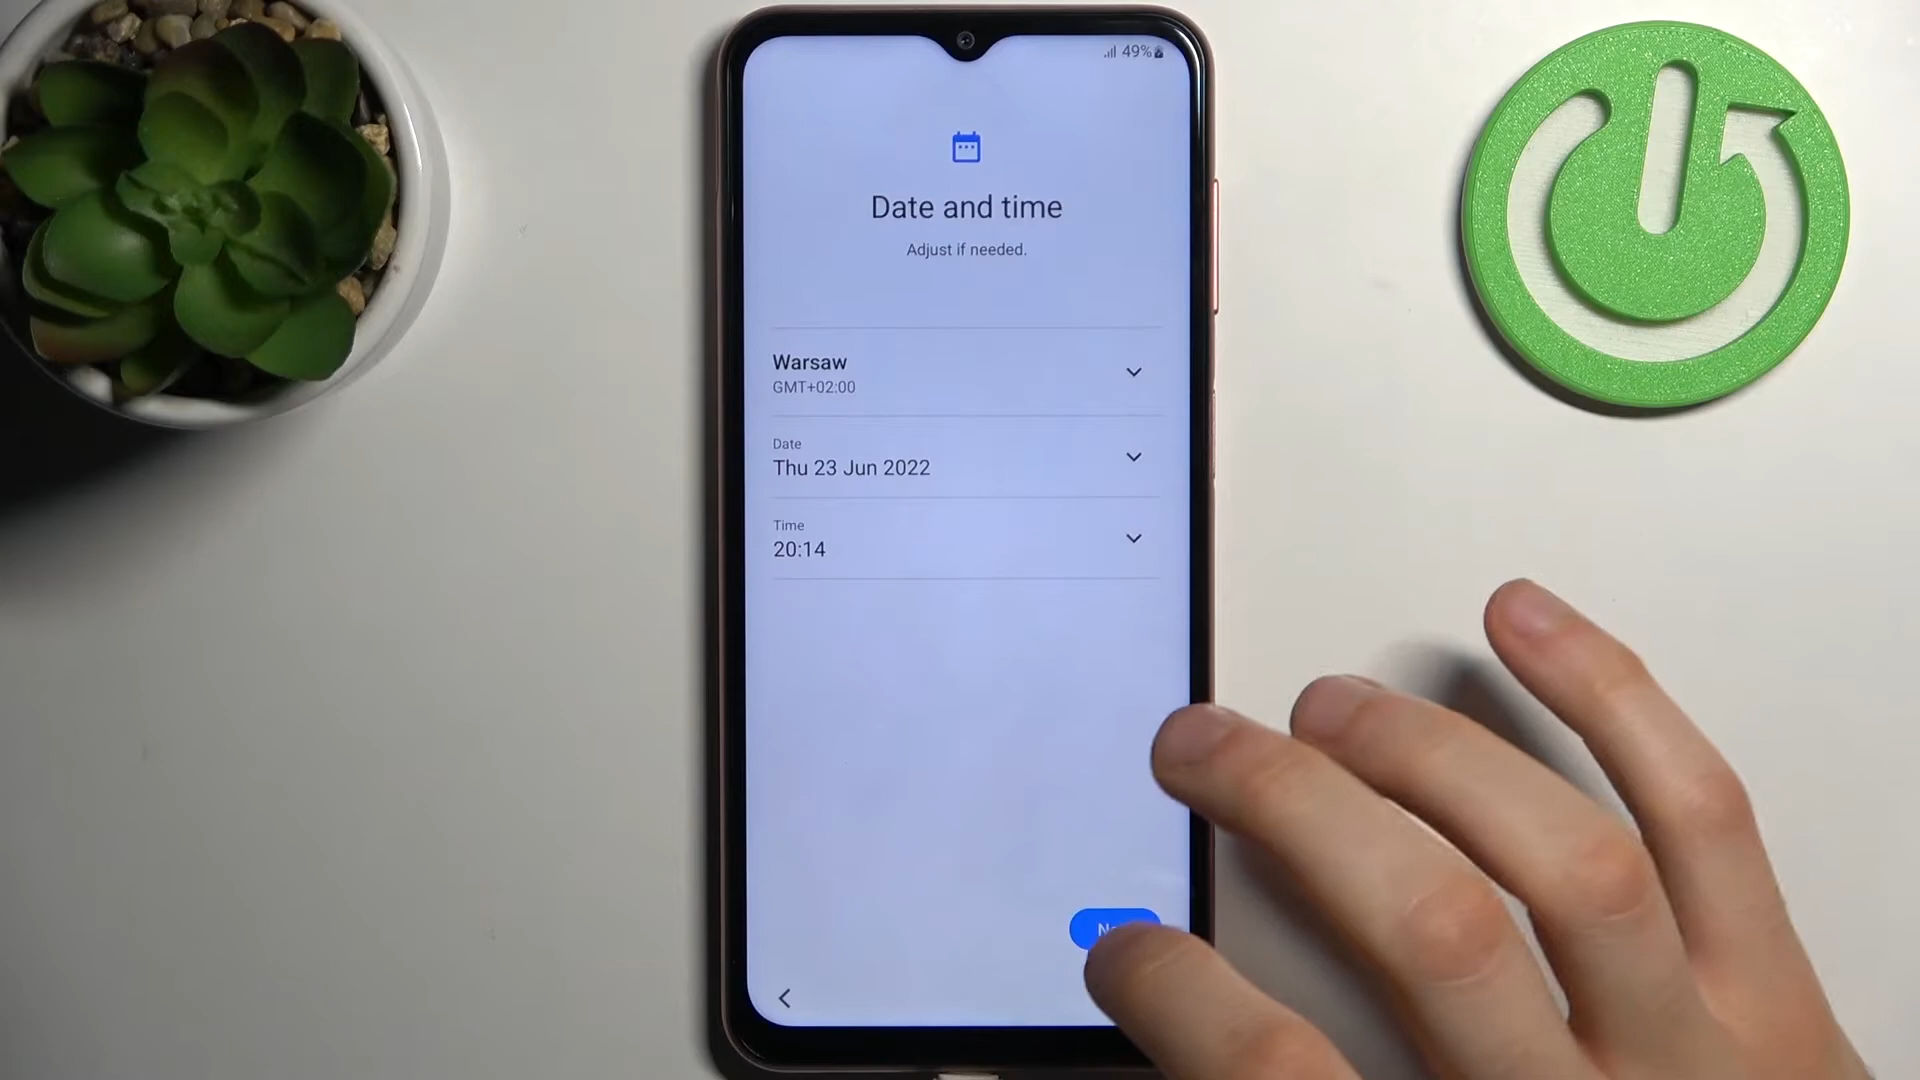 49%
Date and time
Adjust if needed.
Warsaw
GMT+02:00
Date
Thu 23 Jun 2022
Time
20:14